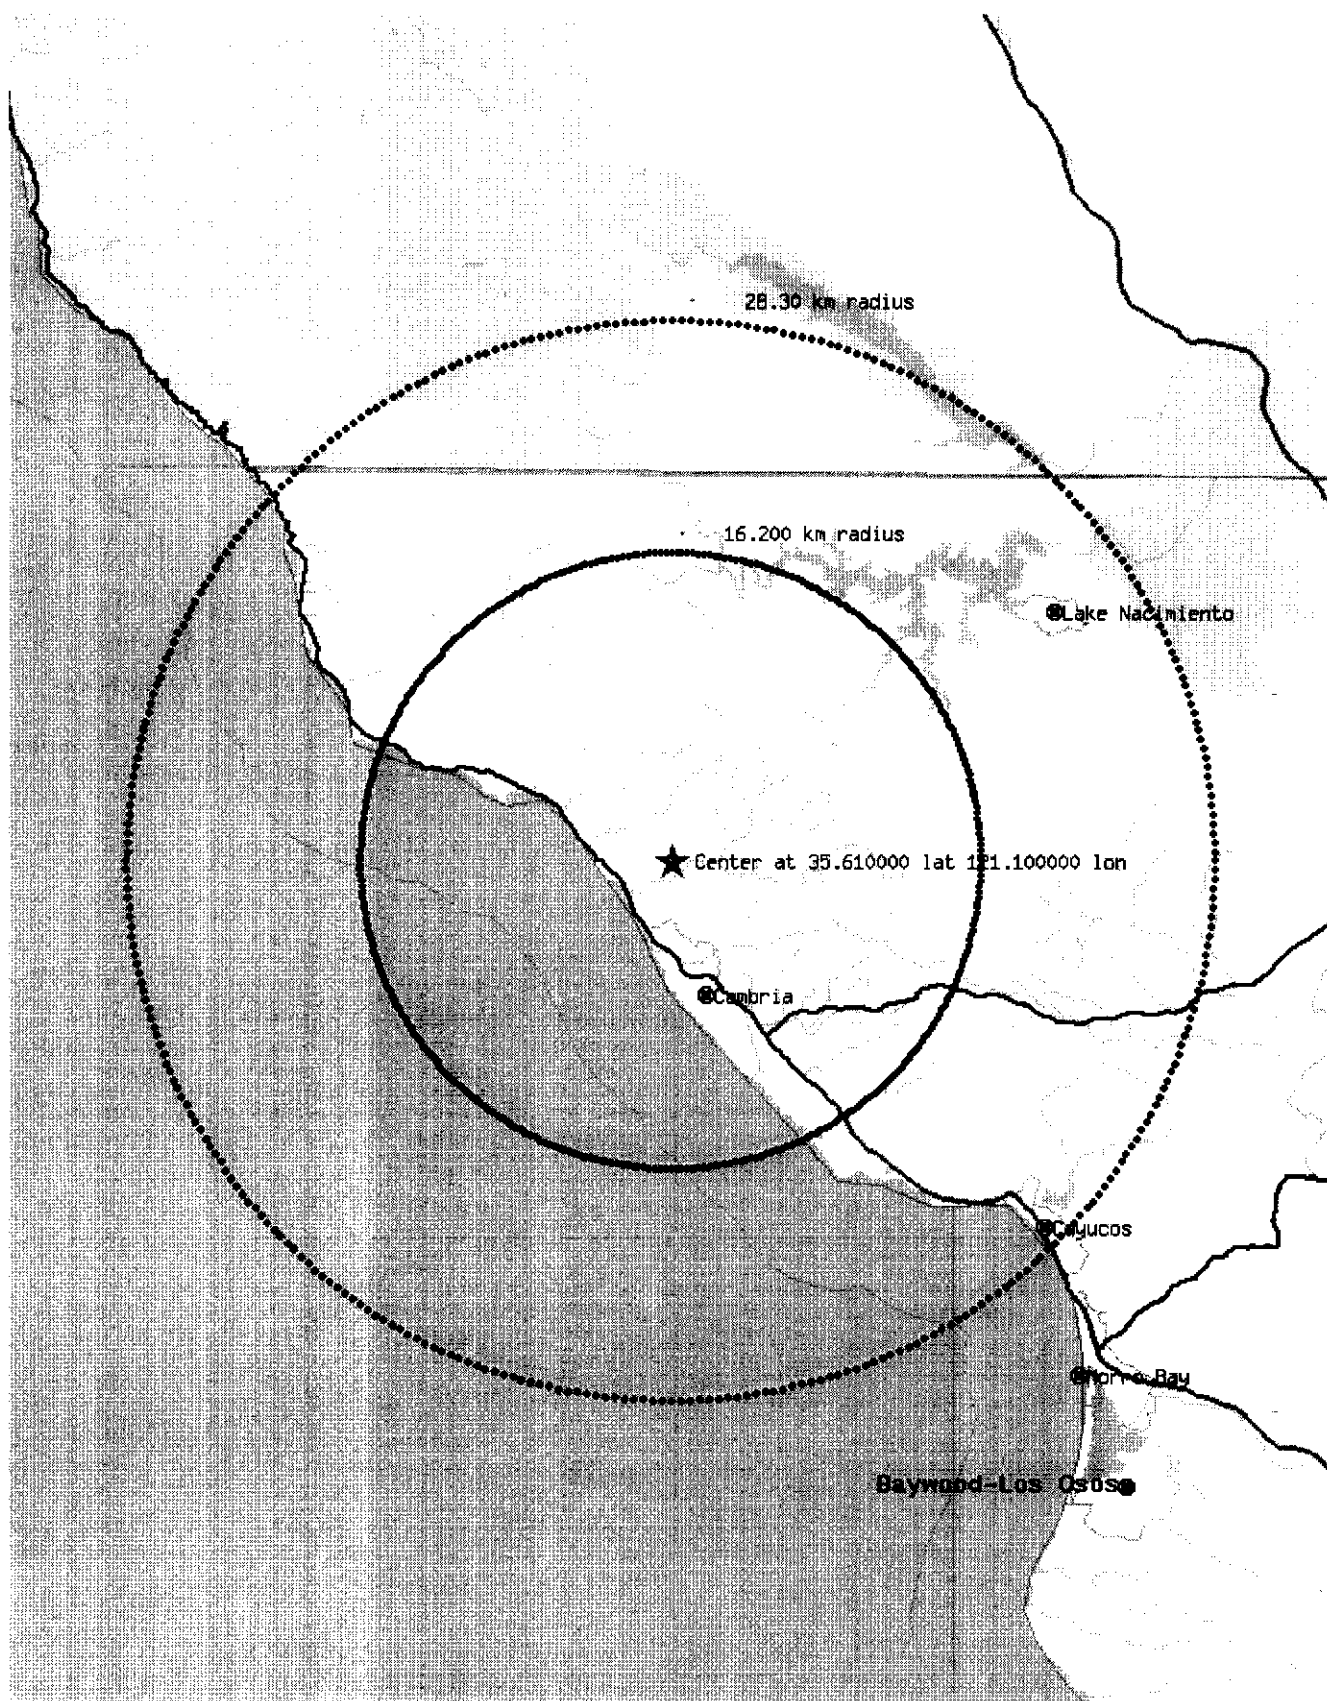 28.30 km radius
16.200 km radius
Lake Nacimiento
Center at 35.610000 lat 121.100000 lon
Cambria
Cayucos
Morro Bay
Baywood-Los Osos